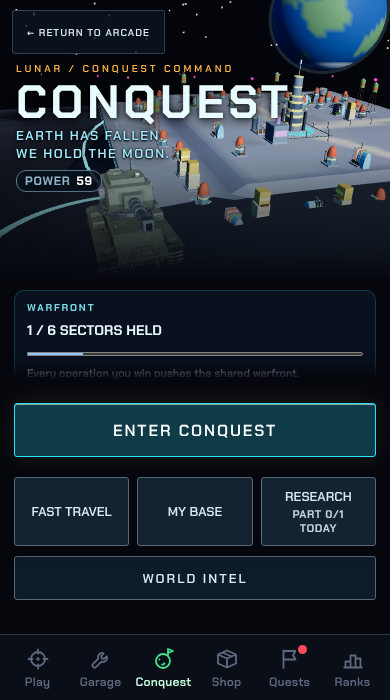 ← RETURN TO ARCADE
LUNAR / CONQUEST COMMAND
CONQUEST
EARTH HAS FALLEN.
WE HOLD THE MOON.
POWER 59
WARFRONT
1 / 6 SECTORS HELD
Every operation you win pushes the shared warfront.
ENTER CONQUEST
FAST TRAVEL
MY BASE
RESEARCH
PART 0/1
TODAY
WORLD INTEL
Play
Garage
Conquest
Shop
Quests
Ranks